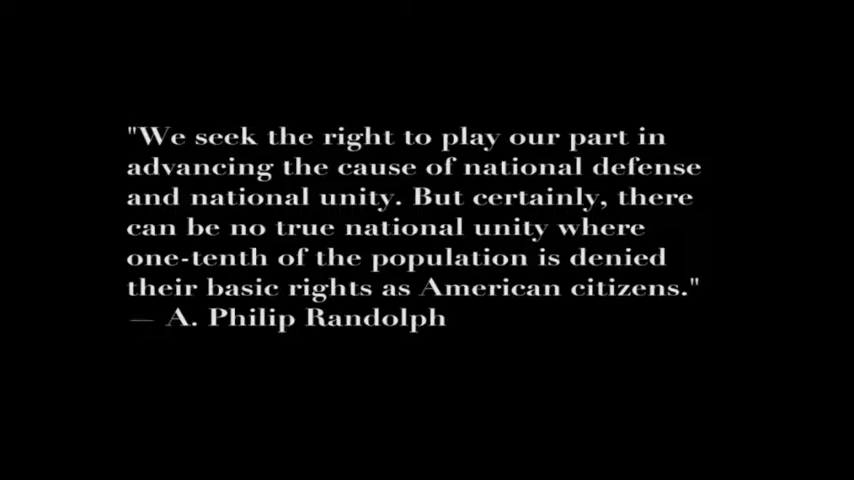 "We seek the right to play our part in
advancing the cause of national defense
and national unity. But certainly, there
can be no true national unity where
one-tenth of the population is denied
their basic rights as American citizens."
— A. Philip Randolph